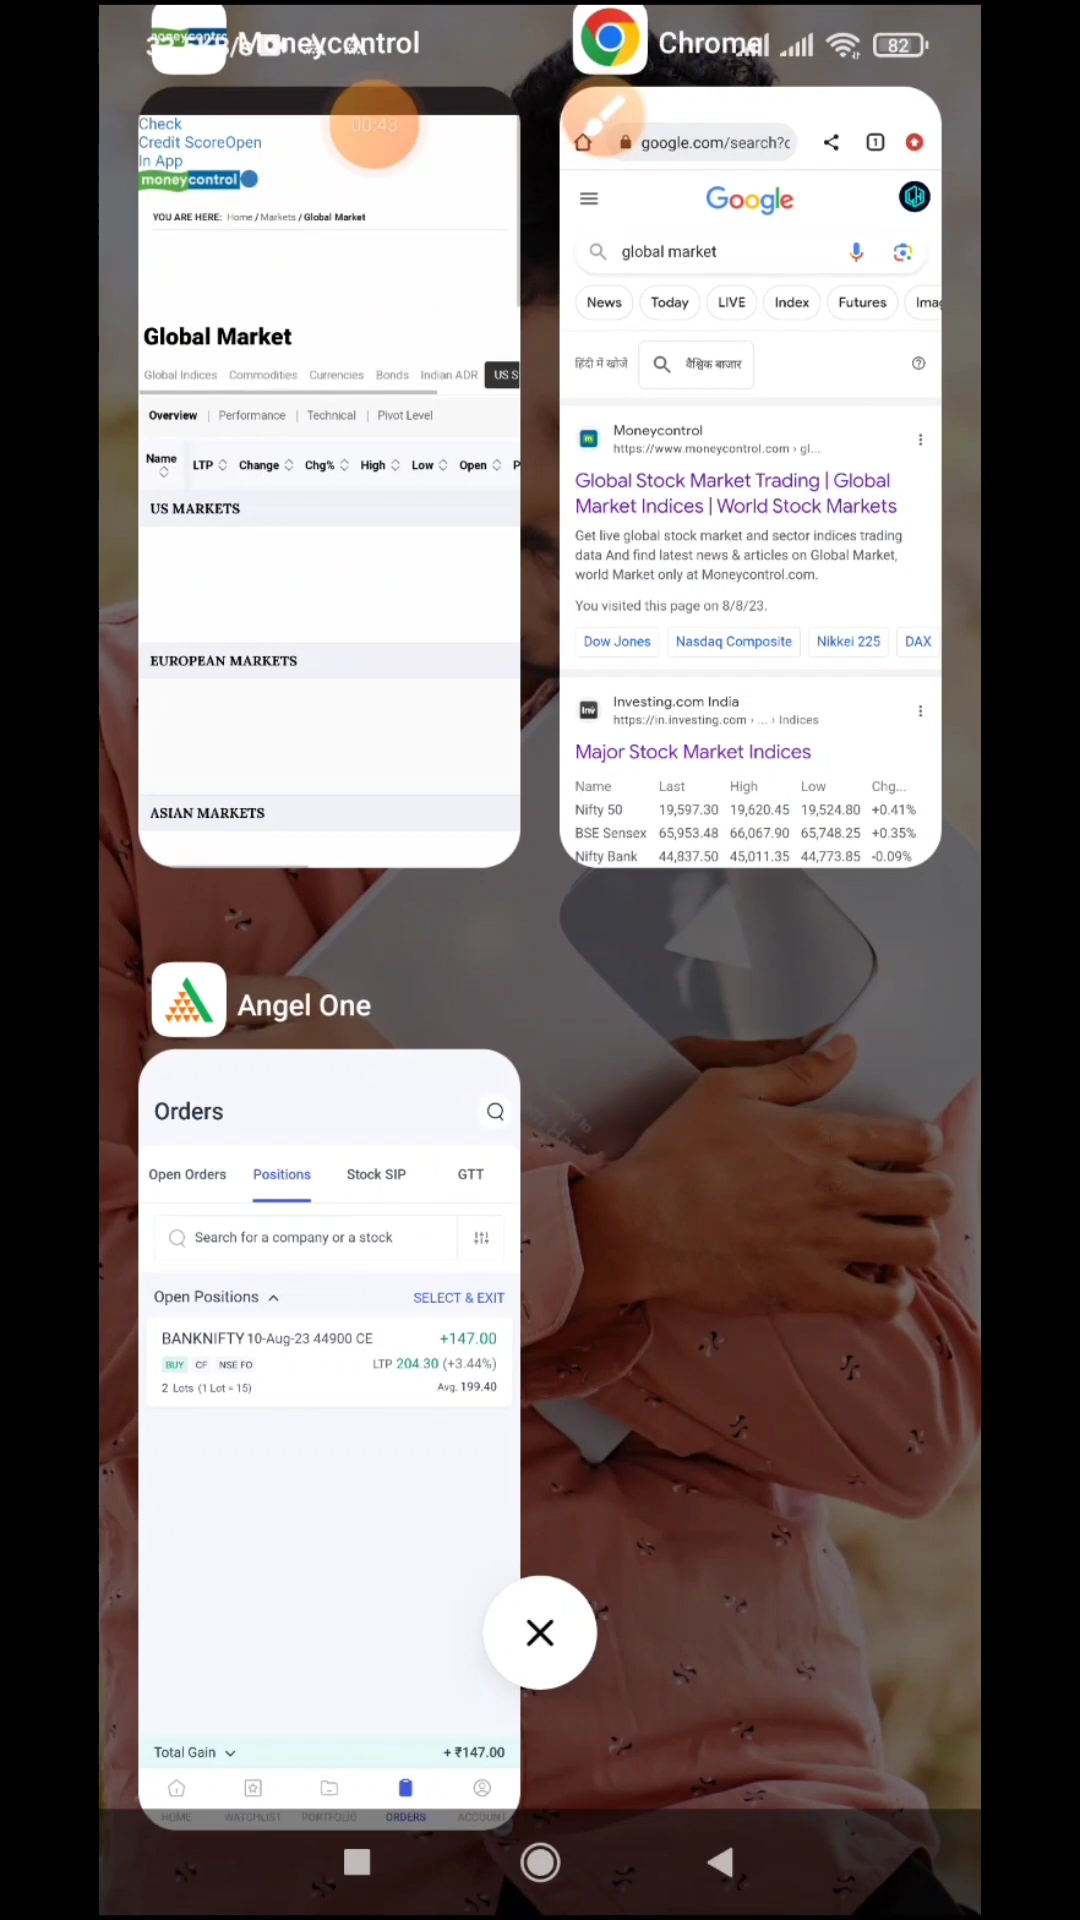 Moneycontrol
Chrome
82
00:43
Check
Credit ScoreOpen
In App
moneycontrol
google.com/search?c
1
YOU ARE HERE: Home / Markets / Global Market
Google
global market
News Today LIVE Index Futures Imag
Global Market
हिंदी में खोजें वैश्विक बाजार
Global Indices Commodities Currencies Bonds Indian ADR US S
Overview | Performance | Technical | Pivot Level
Name LTP Change Chg% High Low Open P
US MARKETS
EUROPEAN MARKETS
ASIAN MARKETS
Moneycontrol
https://www.moneycontrol.com › gl...
Global Stock Market Trading | Global
Market Indices | World Stock Markets
Get live global stock market and sector indices trading
data And find latest news & articles on Global Market,
world Market only at Moneycontrol.com.
You visited this page on 8/8/23.
Dow Jones Nasdaq Composite Nikkei 225 DAX
Investing.com India
https://in.investing.com › ... › Indices
Major Stock Market Indices
Name Last High Low Chg...
Nifty 50 19,597.30 19,620.45 19,524.80 +0.41%
BSE Sensex 65,953.48 66,067.90 65,748.25 +0.35%
Nifty Bank 44,837.50 45,011.35 44,773.85 -0.09%
Angel One
Orders
Open Orders Positions Stock SIP GTT
Search for a company or a stock
Open Positions SELECT & EXIT
BANKNIFTY 10-Aug-23 44900 CE +147.00
BUY CF NSE FO LTP 204.30 (+3.44%)
2 Lots (1 Lot = 15) Avg. 199.40
Total Gain + ₹147.00
HOME WATCHLIST PORTFOLIO ORDERS ACCOUNT